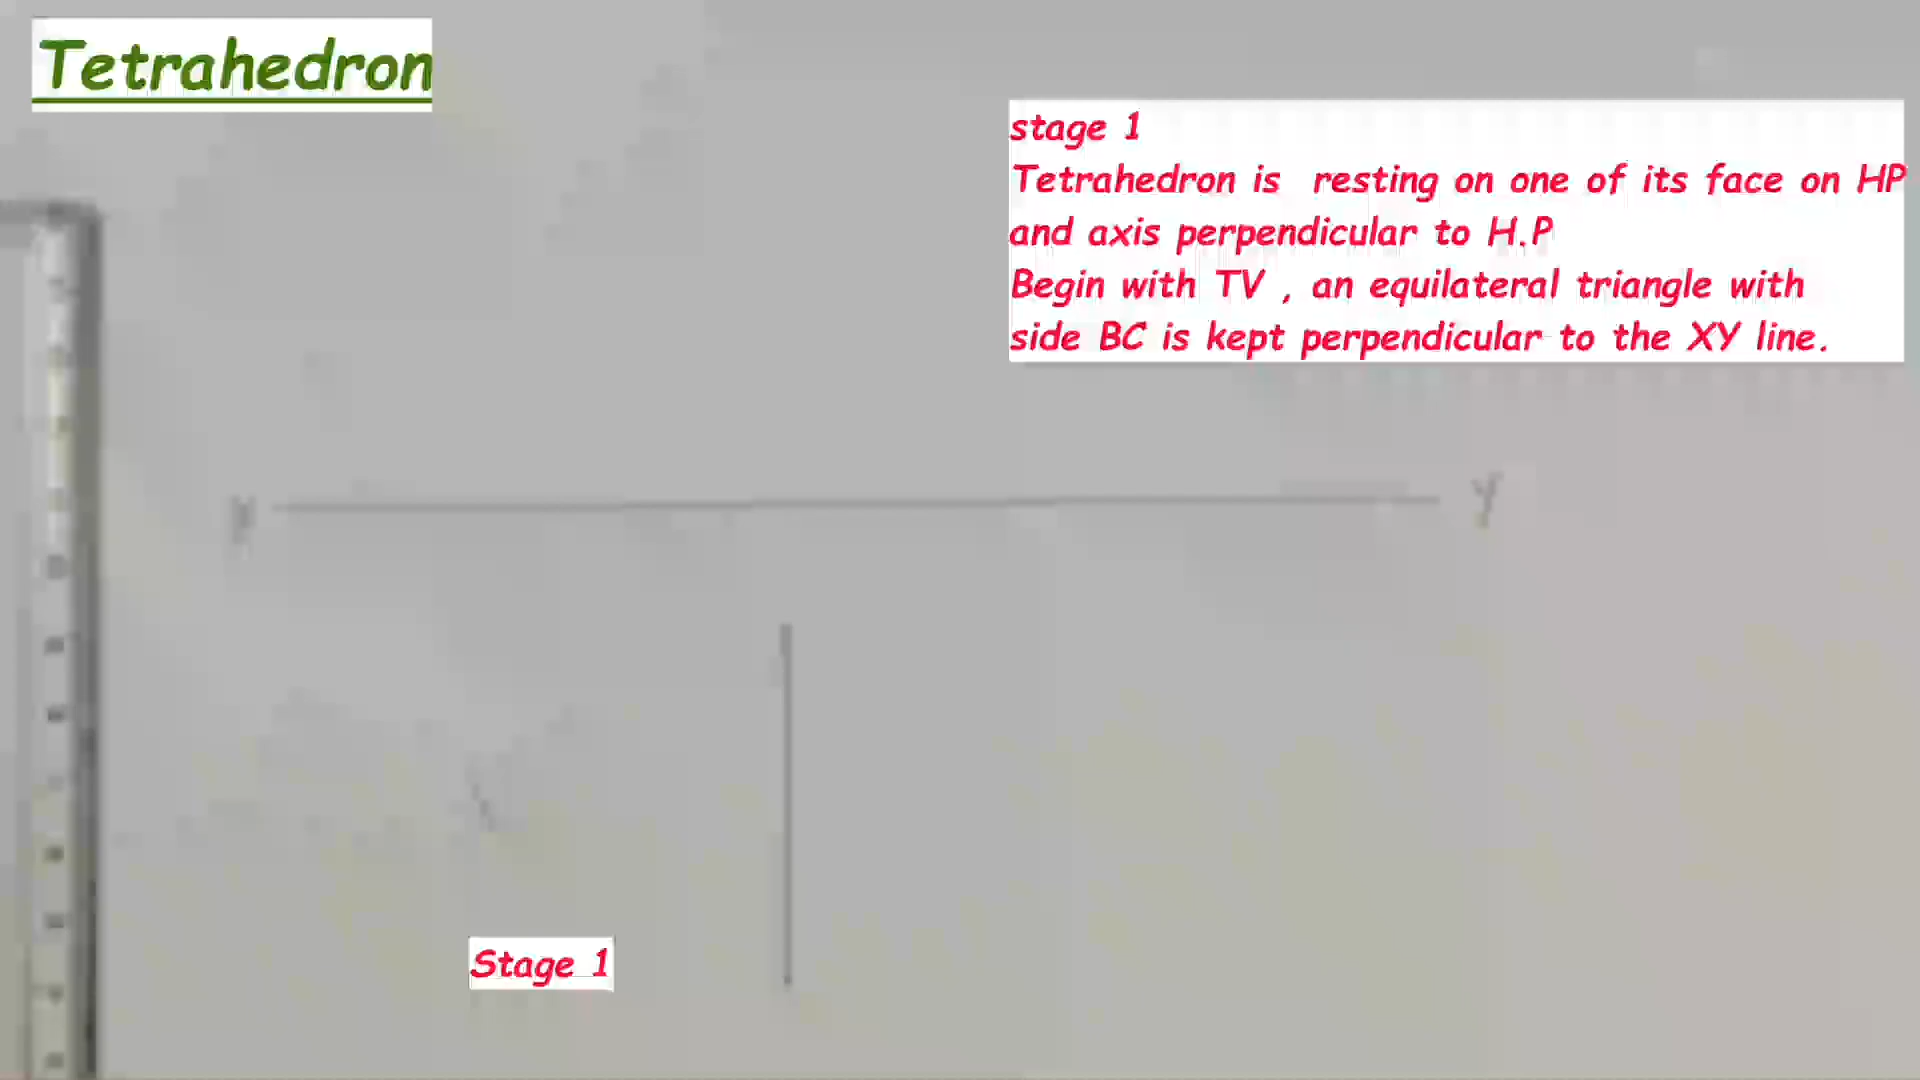 Tetrahedron
stage 1
Tetrahedron is resting on one of its face on HP
and axis perpendicular to H.P
Begin with TV , an equilateral triangle with
side BC is kept perpendicular to the XY line.
X
Y
Stage 1